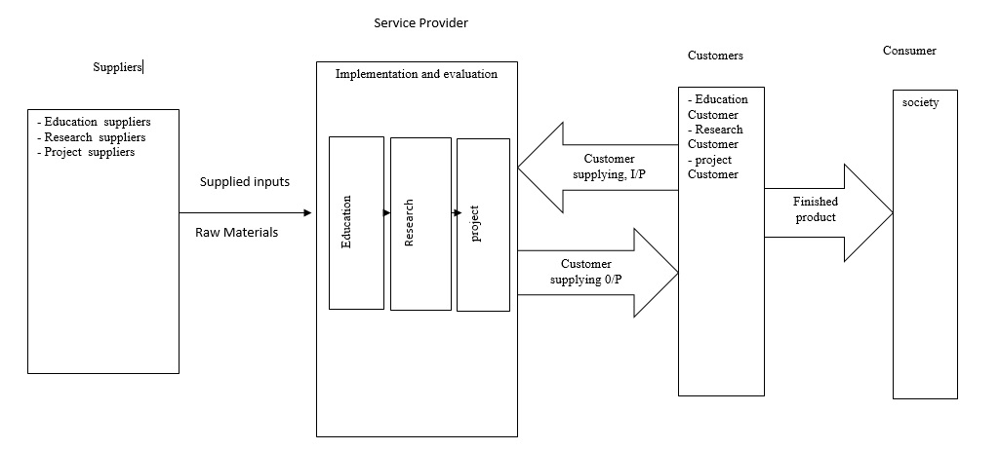 Service Provider
Suppliers
Customers
Consumer
- Education suppliers
- Research suppliers
- Project suppliers
Supplied inputs
Raw Materials
Implementation and evaluation
Education
Research
project
Customer
supplying, I/P
Customer
supplying 0/P
- Education
Customer
- Research
Customer
- project
Customer
Finished
product
society